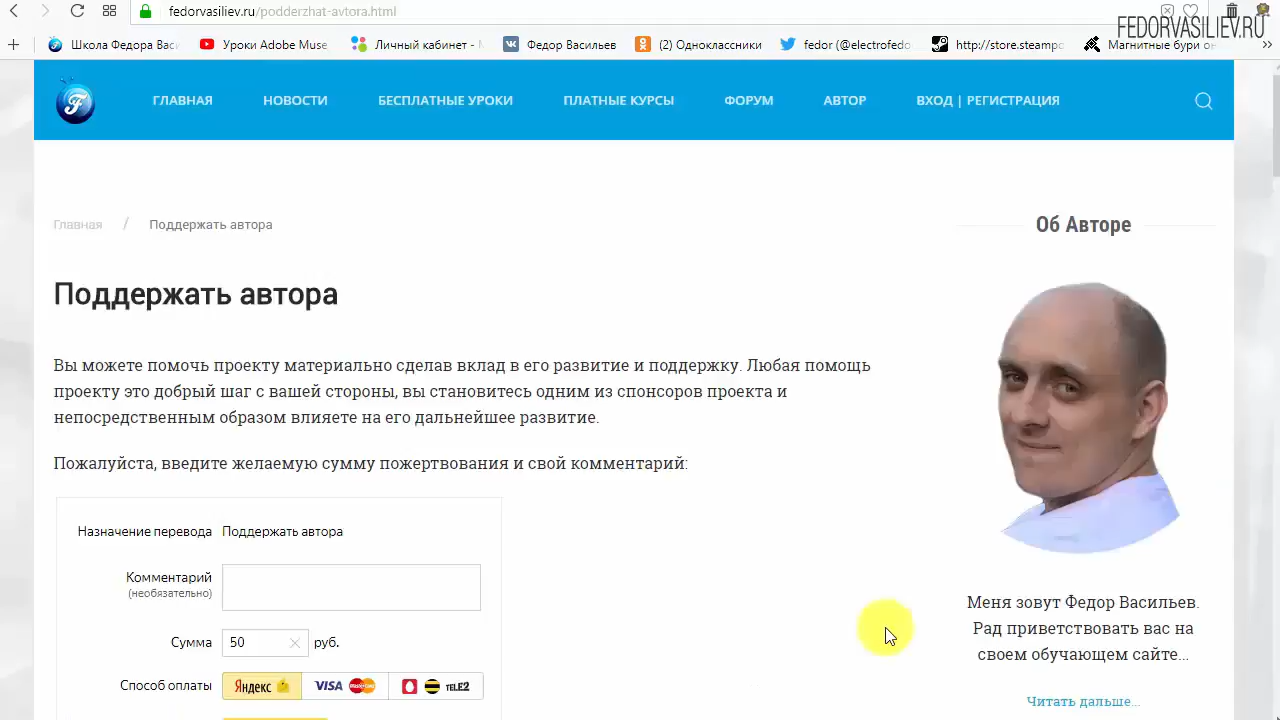 fedorvasiliev.ru/podderzhat-avtora.html
FEDORVASILIEV.RU
Школа Федора Васи
Уроки Adobe Muse
Личный кабинет -
Федор Васильев
(2) Одноклассники
fedor (@electrofedo
http://store.steampo
Магнитные бури он
ГЛАВНАЯ
НОВОСТИ
БЕСПЛАТНЫЕ УРОКИ
ПЛАТНЫЕ КУРСЫ
ФОРУМ
АВТОР
ВХОД | РЕГИСТРАЦИЯ
Главная / Поддержать автора
Об Авторе
Поддержать автора
Вы можете помочь проекту материально сделав вклад в его развитие и поддержку. Любая помощь
проекту это добрый шаг с вашей стороны, вы становитесь одним из спонсоров проекта и
непосредственным образом влияете на его дальнейшее развитие.
Пожалуйста, введите желаемую сумму пожертвования и свой комментарий:
Назначение перевода Поддержать автора
Комментарий
(необязательно)
Сумма 50 руб.
Способ оплаты Яндекс VISA MasterCard TELE2
Меня зовут Федор Васильев.
Рад приветствовать вас на
своем обучающем сайте...
Читать дальше...